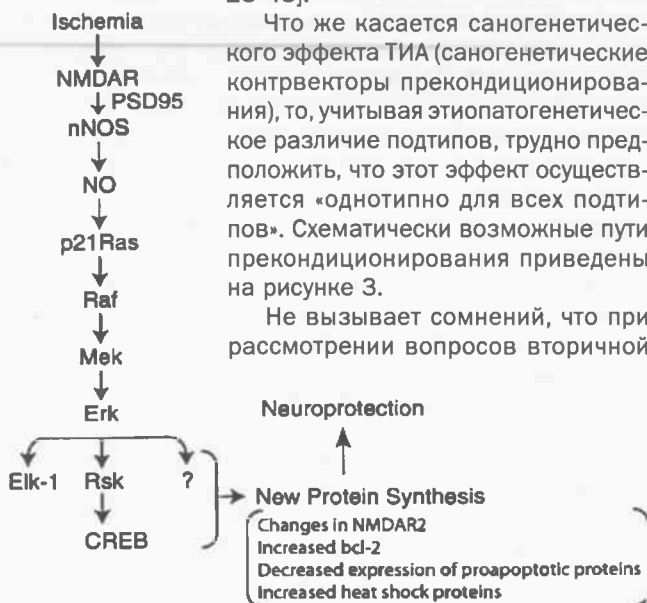 Что же касается саногенетичес-
кого эффекта ТИА (саногенетические
контрвекторы прекондиционирова-
ния), то, учитывая этиопатогенетичес-
кое различие подтипов, трудно пред-
положить, что этот эффект осуществ-
ляется «однотипно для всех подти-
пов». Схематически возможные пути
прекондиционирования приведены
на рисунке 3.
Не вызывает сомнений, что при
рассмотрении вопросов вторичной
Ischemia
NMDAR
PSD95
nNOS
NO
p21Ras
Raf
Mek
Erk
Elk-1 Rsk ?
CREB
Neuroprotection
New Protein Synthesis
Changes in NMDAR2
Increased bcl-2
Decreased expression of proapoptotic proteins
Increased heat shock proteins